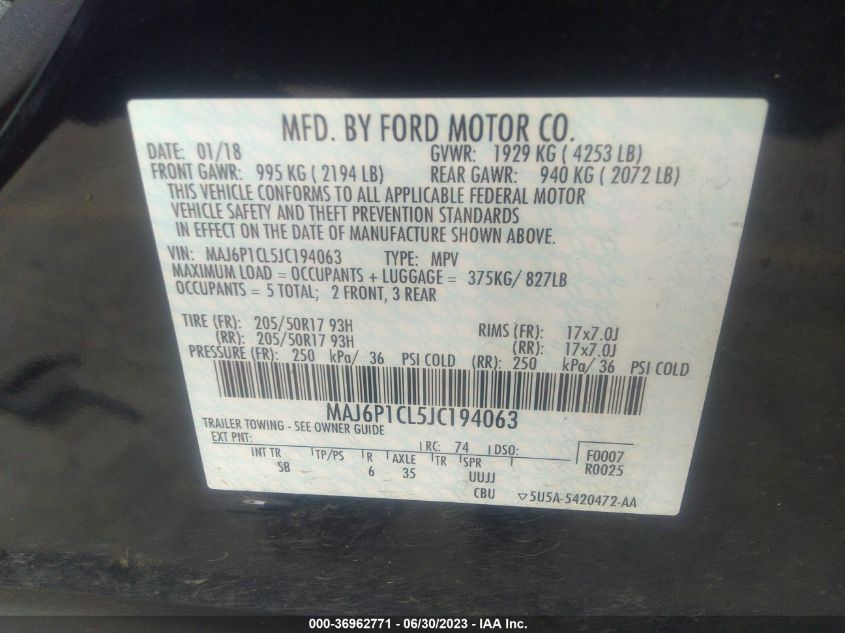 MFD. BY FORD MOTOR CO.
DATE: 01/18 GVWR: 1929 KG ( 4253 LB)
FRONT GAWR: 995 KG ( 2194 LB) REAR GAWR: 940 KG ( 2072 LB)
THIS VEHICLE CONFORMS TO ALL APPLICABLE FEDERAL MOTOR
VEHICLE SAFETY AND THEFT PREVENTION STANDARDS
IN EFFECT ON THE DATE OF MANUFACTURE SHOWN ABOVE.
VIN: MAJ6P1CL5JC194063 TYPE: MPV
MAXIMUM LOAD = OCCUPANTS + LUGGAGE = 375KG/ 827LB
OCCUPANTS = 5 TOTAL; 2 FRONT, 3 REAR
TIRE (FR): 205/50R17 93H RIMS (FR): 17x7.0J
(RR): 205/50R17 93H (RR): 17x7.0J
PRESSURE (FR): 250 kPa/ 36 PSI COLD (RR): 250 kPa/ 36 PSI COLD
MAJ6P1CL5JC194063
TRAILER TOWING - SEE OWNER GUIDE
EXT PNT: RC: 74 DSO: F0007
INT TR TP/PS R AXLE TR SPR R0025
SB 6 35 UUJJ
CBU 5U5A-5420472-AA
000-36962771 - 06/30/2023 - IAA Inc.